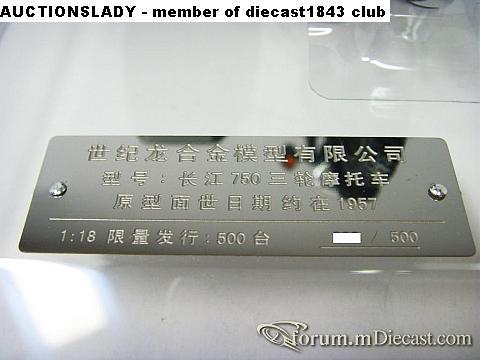 AUCTIONSLADY - member of diecast1843 club
世纪龙合金模型有限公司
型号：长江750三轮摩托车
原型面世日期约在1957
1:18 限量发行：500台 / 500
forum.mDiecast.com